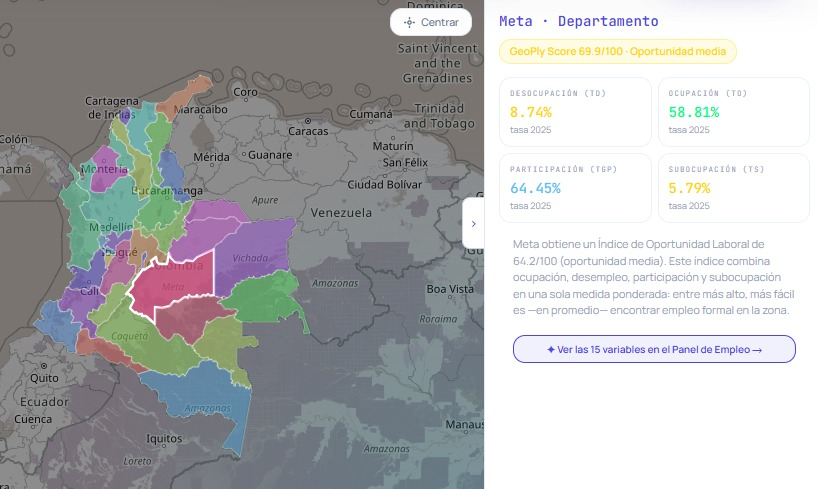 Meta · Departamento
GeoPly Score 69.9/100 · Oportunidad media
DESOCUPACIÓN (TD)
8.74%
tasa 2025
OCUPACIÓN (TO)
58.81%
tasa 2025
PARTICIPACIÓN (TGP)
64.45%
tasa 2025
SUBOCUPACIÓN (TS)
5.79%
tasa 2025
Meta obtiene un Índice de Oportunidad Laboral de
64.2/100 (oportunidad media). Este índice combina
ocupación, desempleo, participación y subocupación
en una sola medida ponderada: entre más alto, más fácil
es —en promedio— encontrar empleo formal en la zona.
✦ Ver las 15 variables en el Panel de Empleo →
Centrar
Dominica
Saint Vincent
and the
Grenadines
Coro
Cartagena
de Indias
Maracaibo
Cumaná
Trinidad
and Tobago
Colón
Caracas
Maturín
Mérida
Guanare
San Félix
Montería
Ciudad Bolívar
Bucaramanga
Apure
Venezuela
Medellín
Ibagué
Vichada
Colombia
Meta
Amazonas
Cali
Boa Vista
Roraima
Caquetá
Quito
Ecuador
Cuenca
Amazonas
Manaus
Iquitos
Loreto
Amazonas